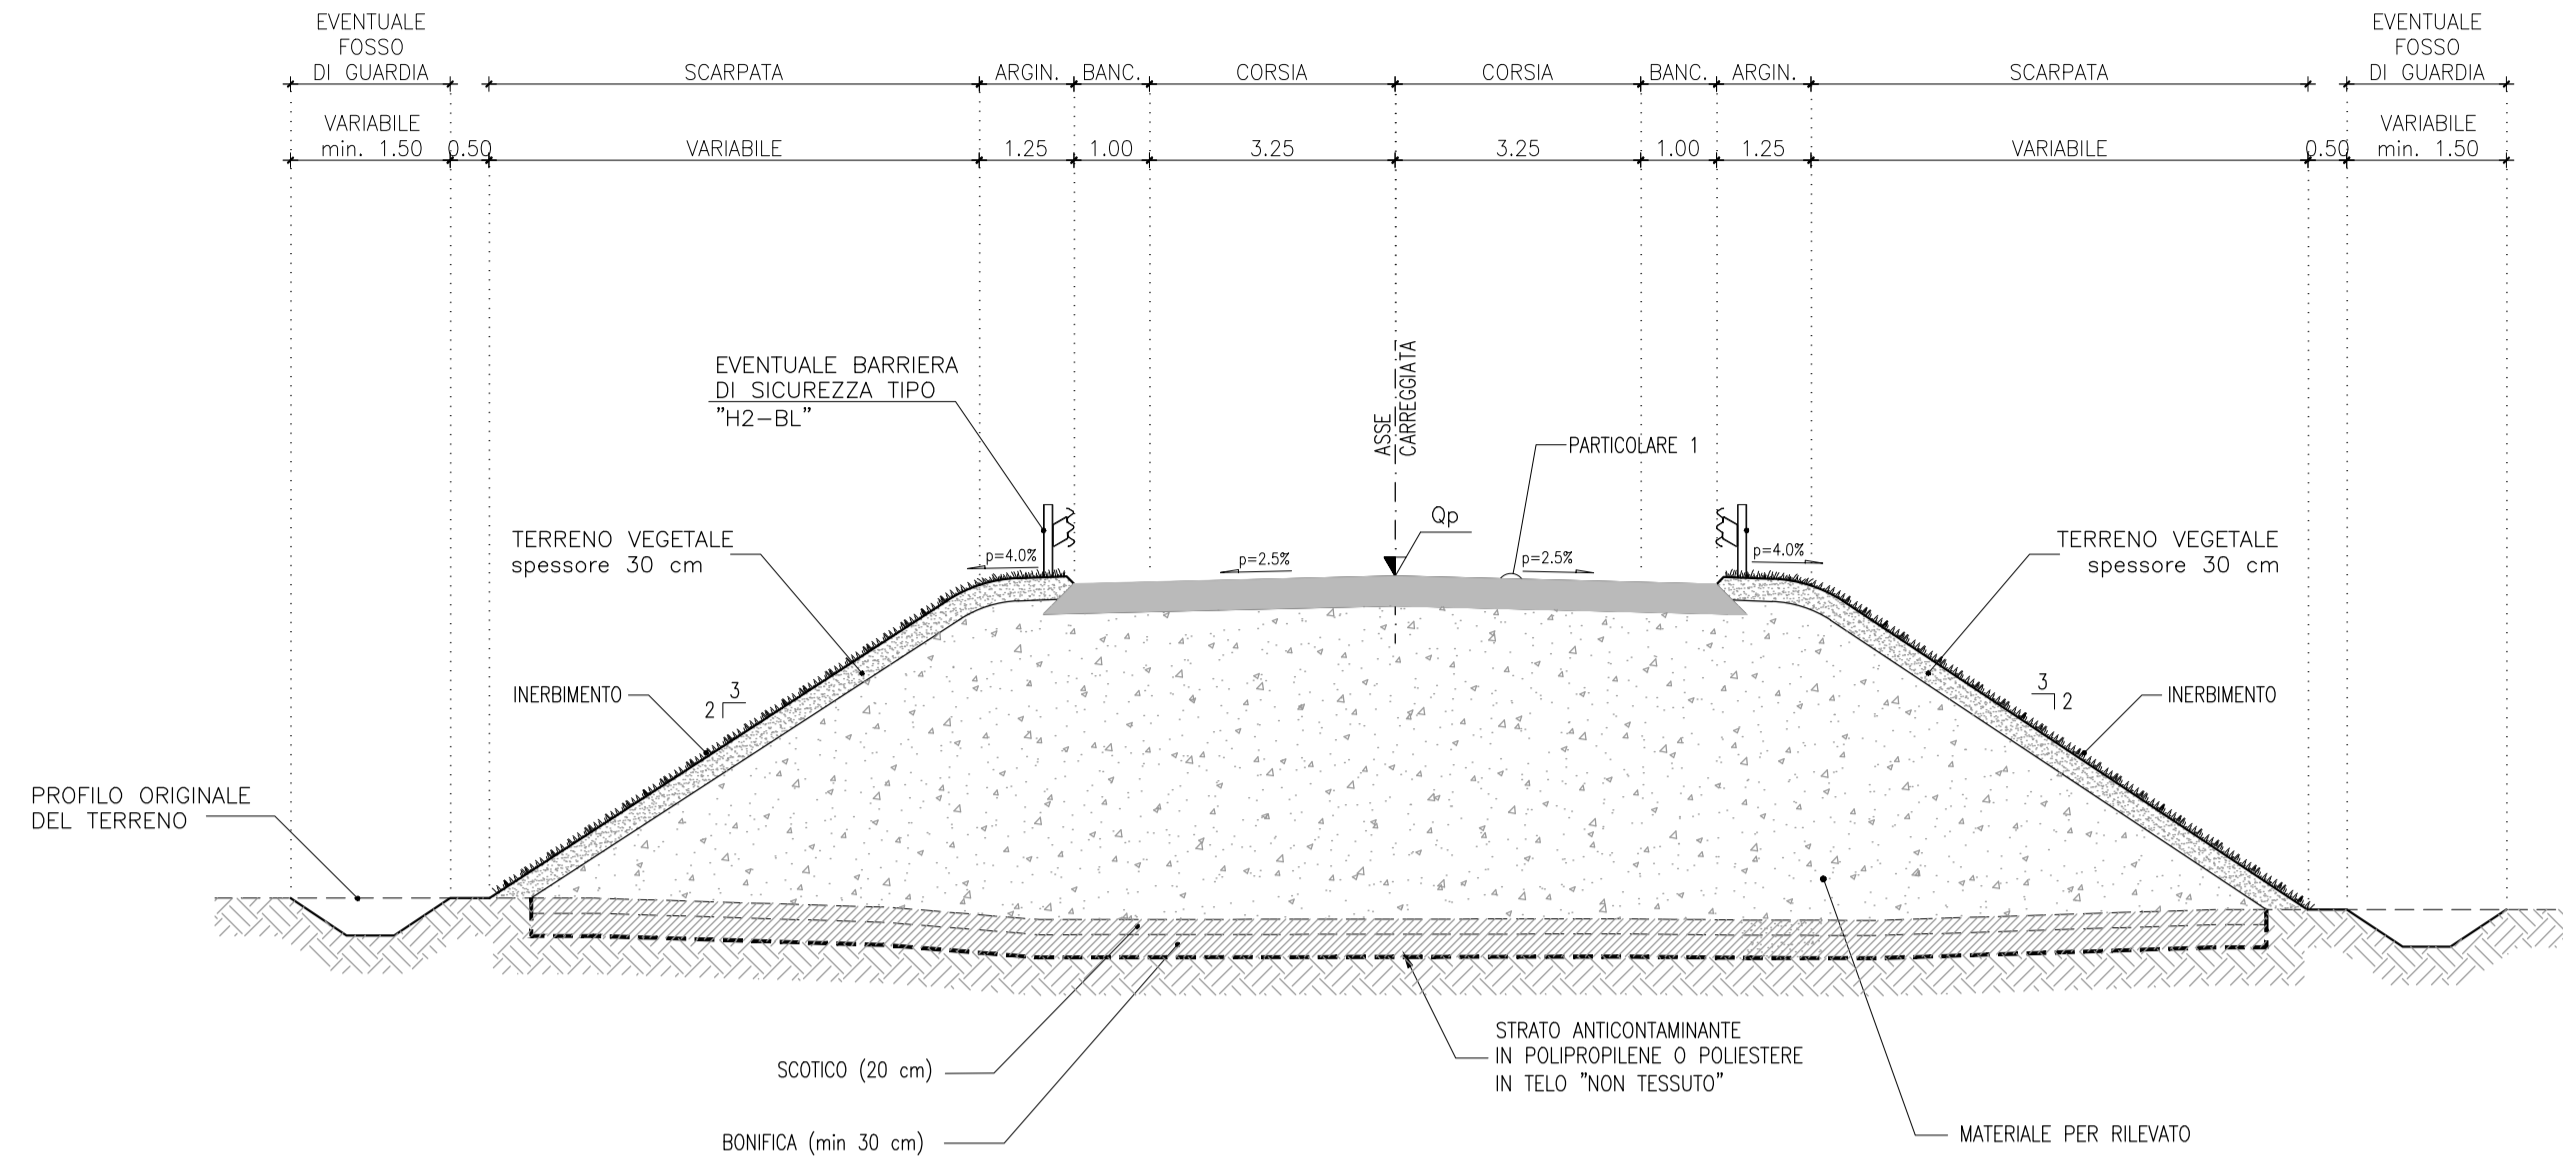 EVENTUALE
FOSSO
DI GUARDIA
SCARPATA
ARGIN.
BANC.
CORSIA
CORSIA
BANC.
ARGIN.
SCARPATA
EVENTUALE
FOSSO
DI GUARDIA
VARIABILE
min. 1.50
0.50
VARIABILE
1.25
1.00
3.25
3.25
1.00
1.25
VARIABILE
0.50
VARIABILE
min. 1.50
EVENTUALE BARRIERA
DI SICUREZZA TIPO
"H2-BL"
ASSE
CARREGGIATA
PARTICOLARE 1
Qp
TERRENO VEGETALE
spessore 30 cm
p=4.0%
p=2.5%
p=2.5%
p=4.0%
TERRENO VEGETALE
spessore 30 cm
INERBIMENTO
3
2
3
2
INERBIMENTO
PROFILO ORIGINALE
DEL TERRENO
STRATO ANTICONTAMINANTE
IN POLIPROPILENE O POLIESTERE
IN TELO "NON TESSUTO"
SCOTICO (20 cm)
BONIFICA (min 30 cm)
MATERIALE PER RILEVATO